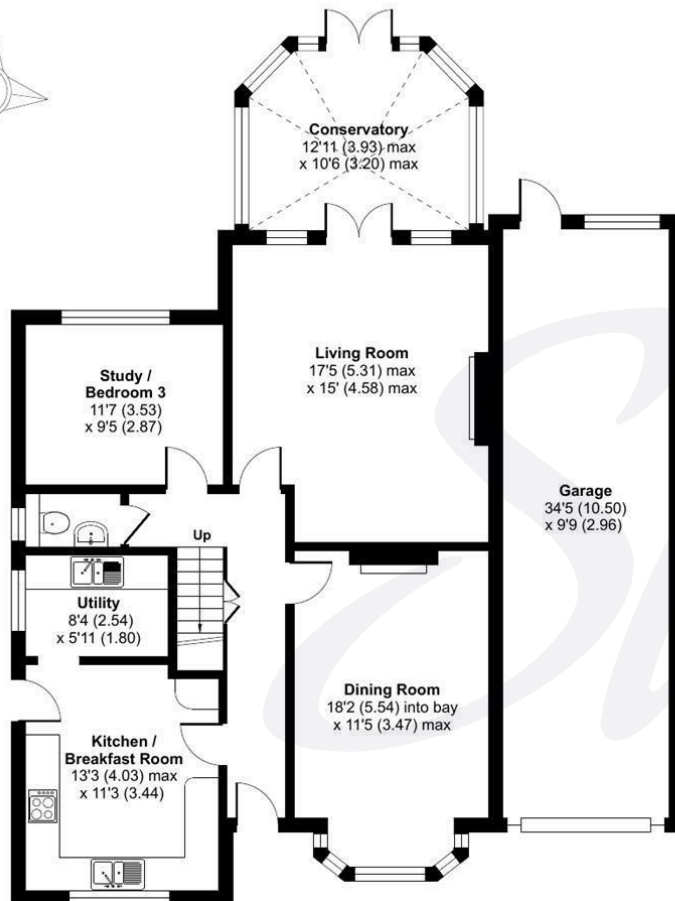 Conservatory
12'11 (3.93) max
x 10'6 (3.20) max
Living Room
17'5 (5.31) max
x 15' (4.58) max
Study /
Bedroom 3
11'7 (3.53)
x 9'5 (2.87)
Garage
34'5 (10.50)
x 9'9 (2.96)
Up
Utility
8'4 (2.54)
x 5'11 (1.80)
Dining Room
18'2 (5.54) into bay
x 11'5 (3.47) max
Kitchen /
Breakfast Room
13'3 (4.03) max
x 11'3 (3.44)